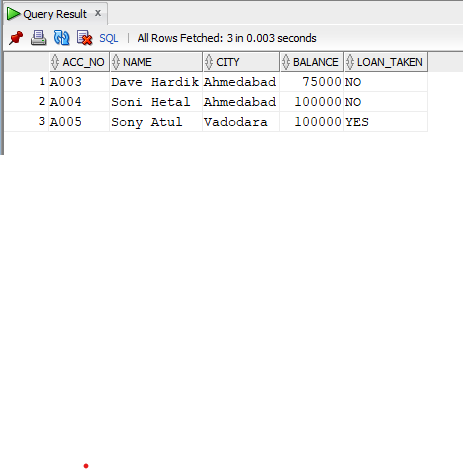 Query Result x
SQL | All Rows Fetched: 3 in 0.003 seconds
ACC_NO NAME CITY BALANCE LOAN_TAKEN
1 A003 Dave Hardik Ahmedabad 75000 NO
2 A004 Soni Hetal Ahmedabad 100000 NO
3 A005 Sony Atul Vadodara 100000 YES